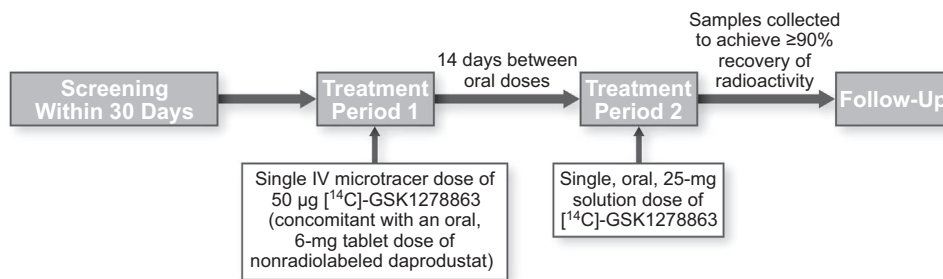 Screening
Within 30 Days
Treatment
Period 1
14 days between
oral doses
Treatment
Period 2
Samples collected
to achieve ≥90%
recovery of
radioactivity
Follow-Up
Single IV microtracer dose of
50 µg [¹⁴C]-GSK1278863
(concomitant with an oral,
6-mg tablet dose of
nonradiolabeled daprodustat)
Single, oral, 25-mg
solution dose of
[¹⁴C]-GSK1278863